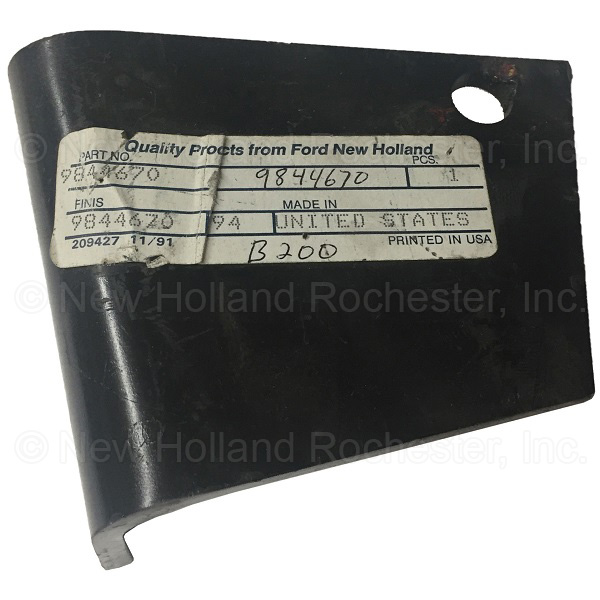 © New Holland Rochester, Inc.
Quality Procts from Ford New Holland
PART NO. PCS.
9844670 9844670 1
FINIS MADE IN
9844670 94 UNITED STATES
209427 11/91 B200 PRINTED IN USA
© New Holland Rochester, Inc.
© New Holland Rochester, Inc.